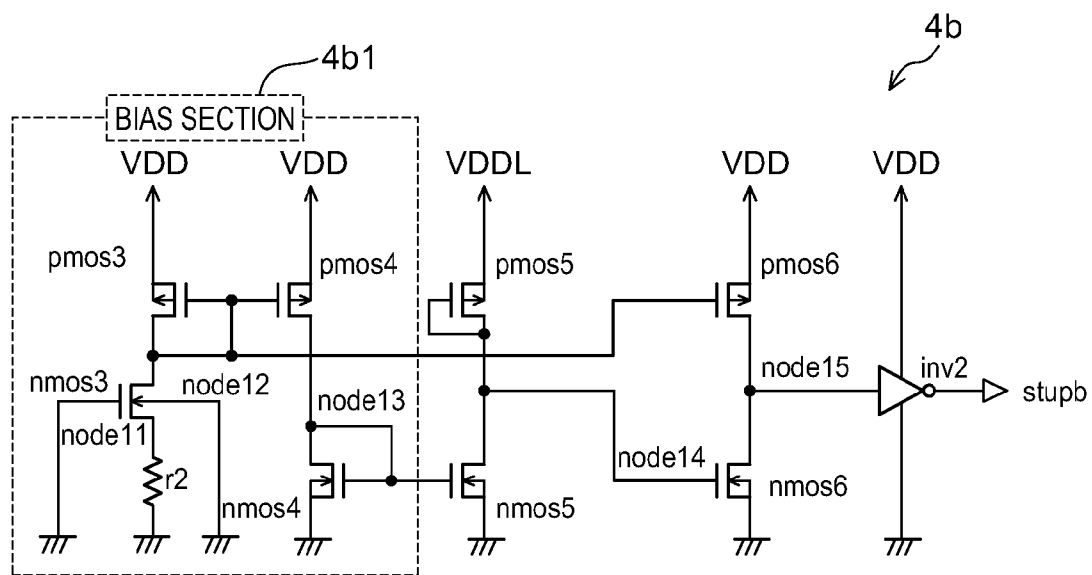 4b1
4b
BIAS SECTION
VDD
VDD
VDDL
VDD
VDD
pmos3
pmos4
pmos5
pmos6
nmos3
node12
node15
inv2
stupb
node11
node13
r2
node14
nmos4
nmos5
nmos6